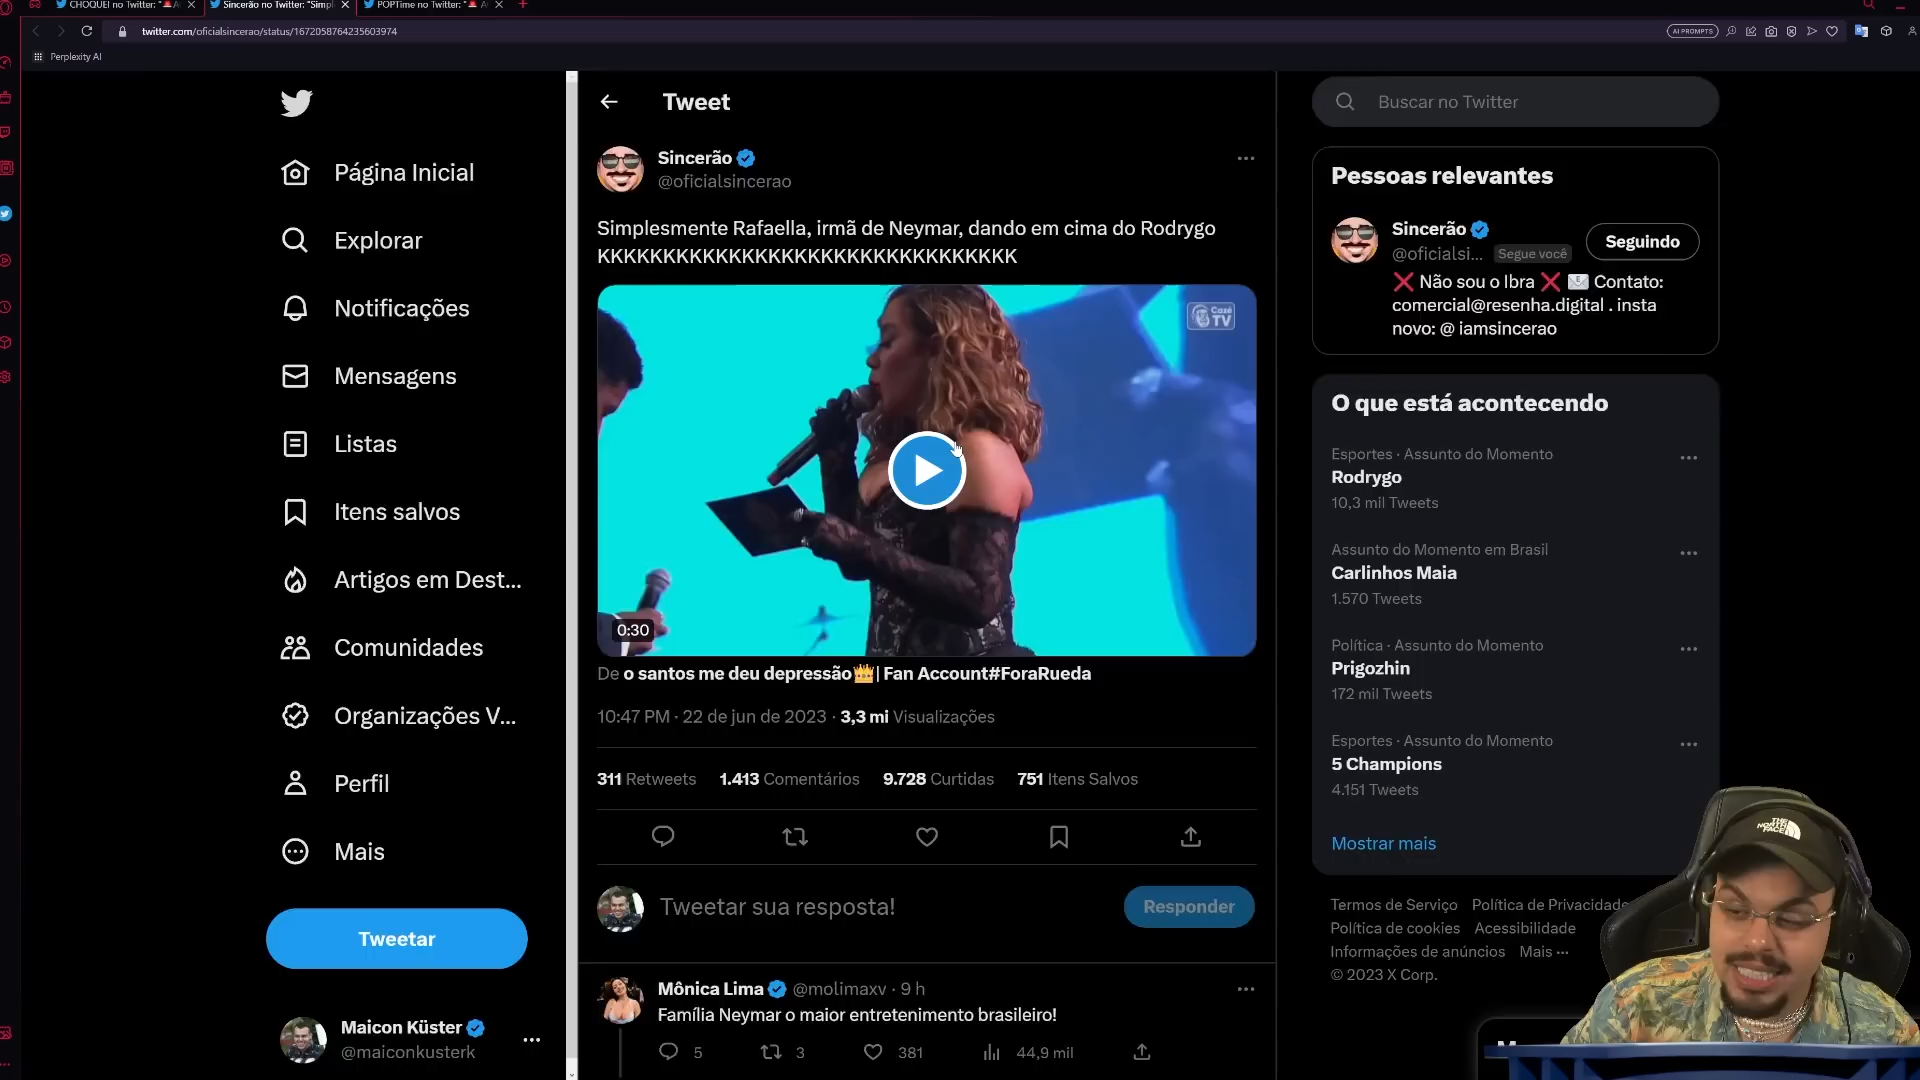 CHOQUEI no Twitter: "🚨A
Sincerão no Twitter: "Simpl
POPTime no Twitter: "🚨 A
twitter.com/oficialsincerao/status/1672058764235603974
AI PROMPTS
Perplexity AI
Página Inicial
Explorar
Notificações
Mensagens
Listas
Itens salvos
Artigos em Dest...
Comunidades
Organizações V...
Perfil
Mais
Tweetar
Maicon Küster
@maiconkusterk
Tweet
Sincerão
@oficialsincerao
Simplesmente Rafaella, irmã de Neymar, dando em cima do Rodrygo
KKKKKKKKKKKKKKKKKKKKKKKKKKKKKKKK
Cazé
TV
0:30
De o santos me deu depressão👑| Fan Account#ForaRueda
10:47 PM · 22 de jun de 2023 · 3,3 mi Visualizações
311 Retweets 1.413 Comentários 9.728 Curtidas 751 Itens Salvos
Tweetar sua resposta!
Responder
Mônica Lima @molimaxv · 9 h
Família Neymar o maior entretenimento brasileiro!
5 3 381 44,9 mil
Buscar no Twitter
Pessoas relevantes
Sincerão
@oficialsi... Segue você
Seguindo
❌ Não sou o Ibra ❌ 📧 Contato:
comercial@resenha.digital . insta
novo: @ iamsincerao
O que está acontecendo
Esportes · Assunto do Momento
Rodrygo
10,3 mil Tweets
Assunto do Momento em Brasil
Carlinhos Maia
1.570 Tweets
Política · Assunto do Momento
Prigozhin
172 mil Tweets
Esportes · Assunto do Momento
5 Champions
4.151 Tweets
Mostrar mais
Termos de Serviço Política de Privacidade
Política de cookies Acessibilidade
Informações de anúncios Mais ···
© 2023 X Corp.
THE
NORTH
FACE